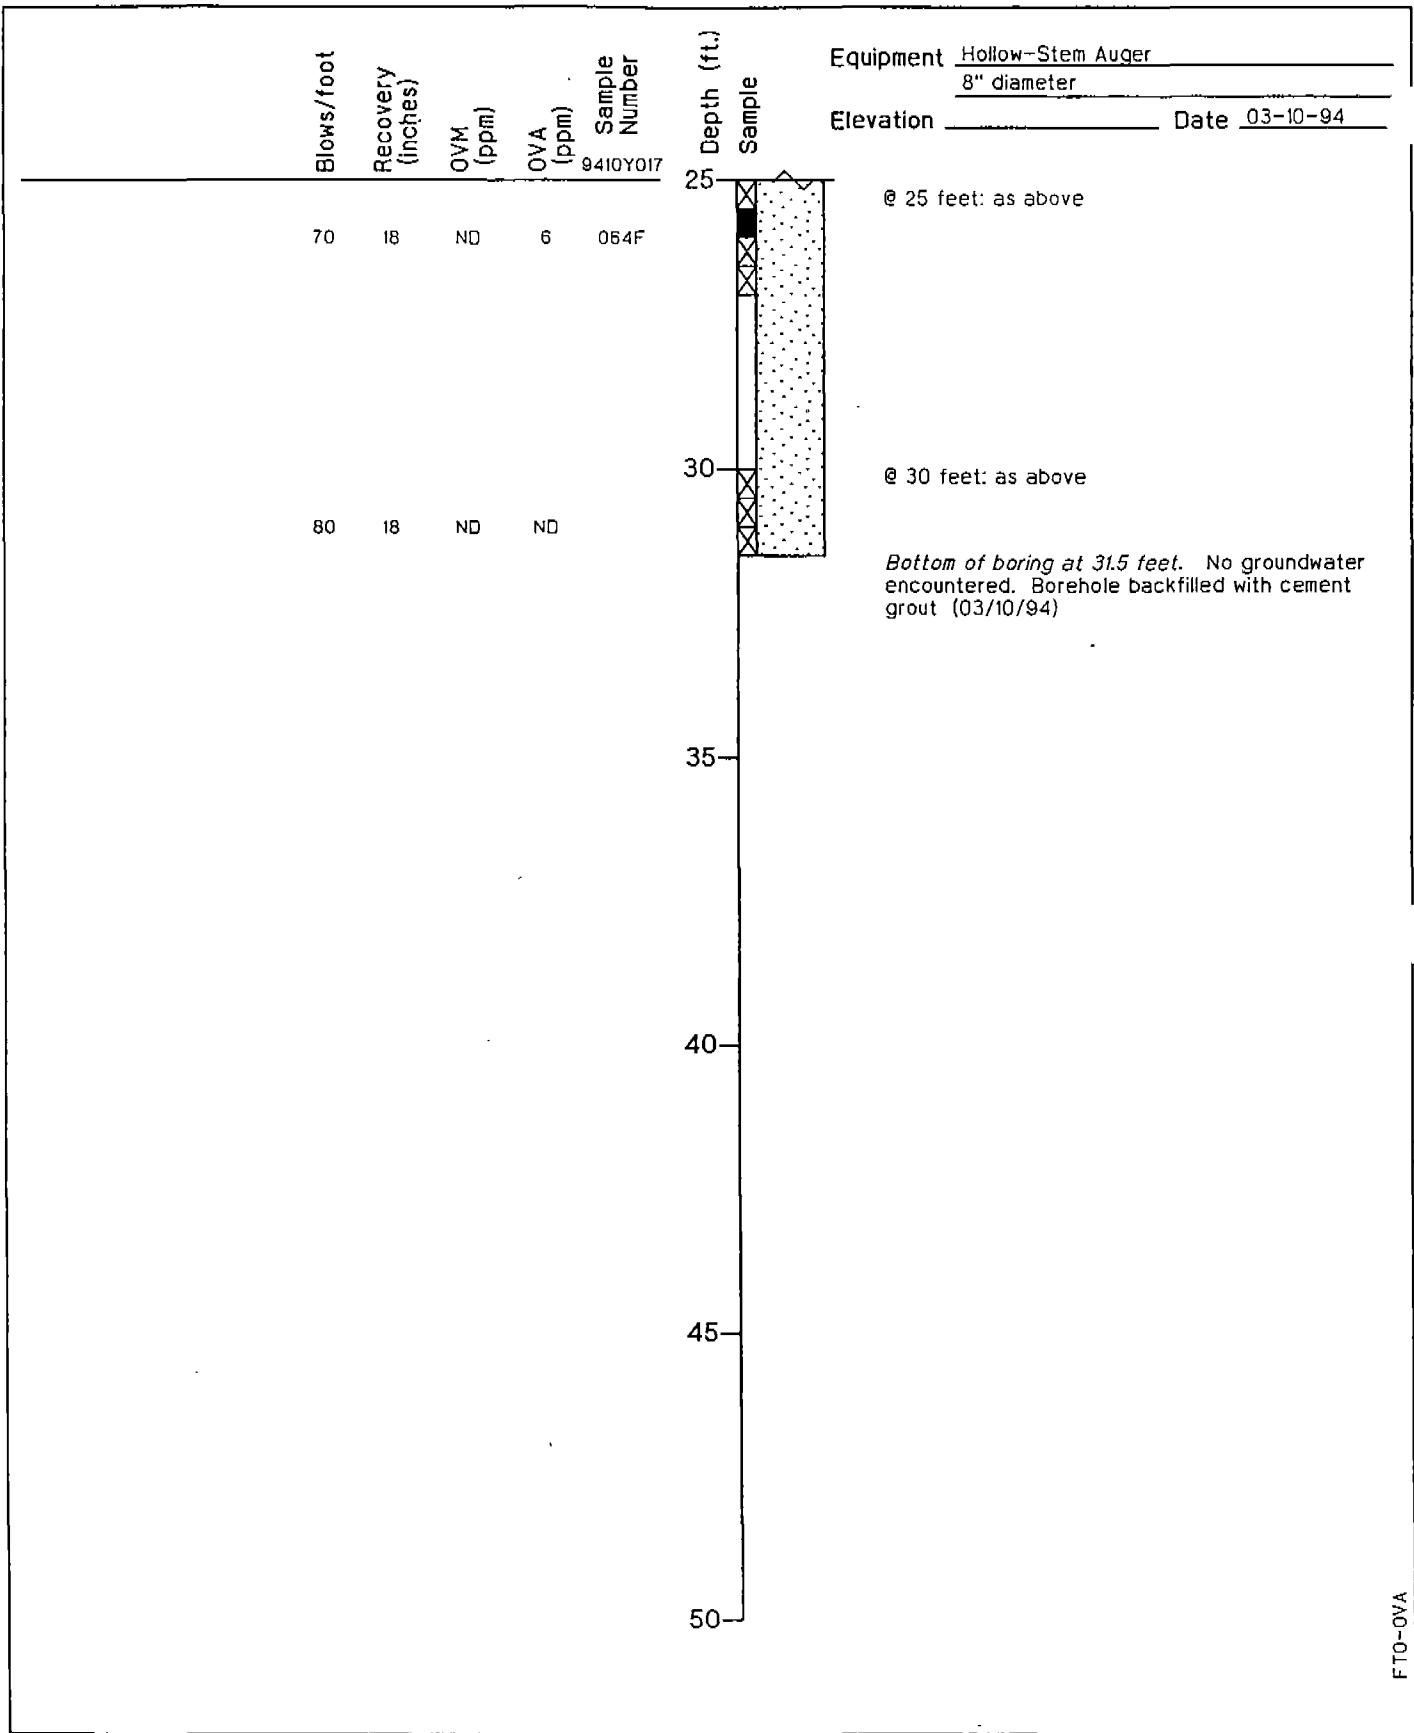 Equipment Hollow-Stem Auger
8" diameter
Elevation Date 03-10-94
Blows/foot
Recovery
(inches)
OVM
(ppm)
OVA
(ppm)
Sample
Number
9410Y017
Depth (ft.)
Sample
25
@ 25 feet: as above
70 18 ND 6 064F
30
@ 30 feet: as above
80 18 ND ND
Bottom of boring at 31.5 feet. No groundwater
encountered. Borehole backfilled with cement
grout (03/10/94)
35
40
45
50
FTO-OVA